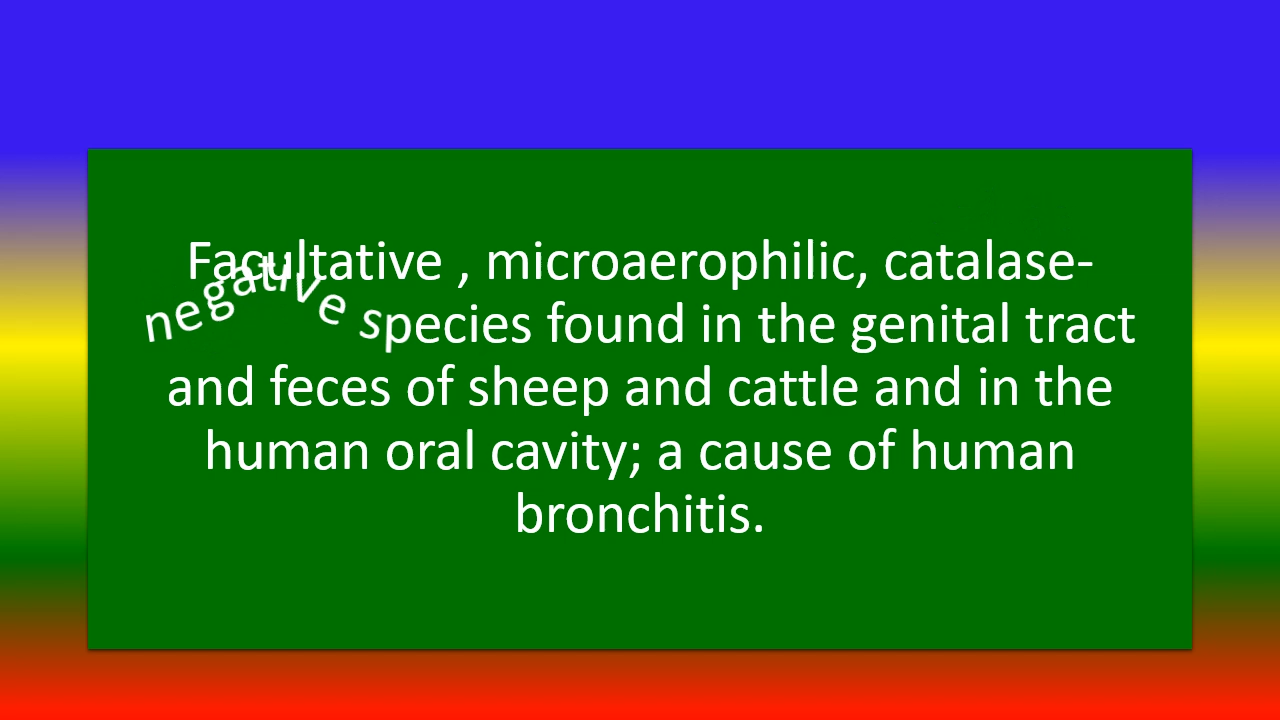 Facultative , microaerophilic, catalase-
negative species found in the genital tract
and feces of sheep and cattle and in the
human oral cavity; a cause of human
bronchitis.